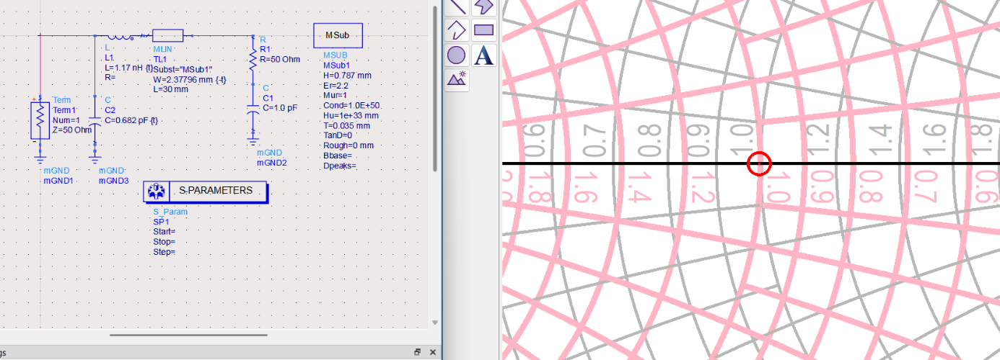 MSub
L
L1
L=1.17 nH {t}
R=
MLIN
TL1
Subst="MSub1"
W=2.37796 mm {-t}
L=30 mm
R
R1
R=50 Ohm
MSUB
MSub1
H=0.787 mm
Er=2.2
Mur=1
Cond=1.0E+50
Hu=1e+33 mm
T=0.035 mm
TanD=0
Rough=0 mm
Bbase=
Dpeaks=
+
Term
Term1
Num=1
Z=50 Ohm
-
C
C2
C=0.682 pF {t}
C
C1
C=1.0 pF
mGND
mGND1
mGND
mGND3
mGND
mGND2
S-PARAMETERS
S_Param
SP1
Start=
Stop=
Step=
gs
A
0.6
0.7
0.8
0.9
1.0
1.2
1.4
1.6
1.8
1.8
1.6
1.4
1.2
1.0
0.9
0.8
0.7
0.6